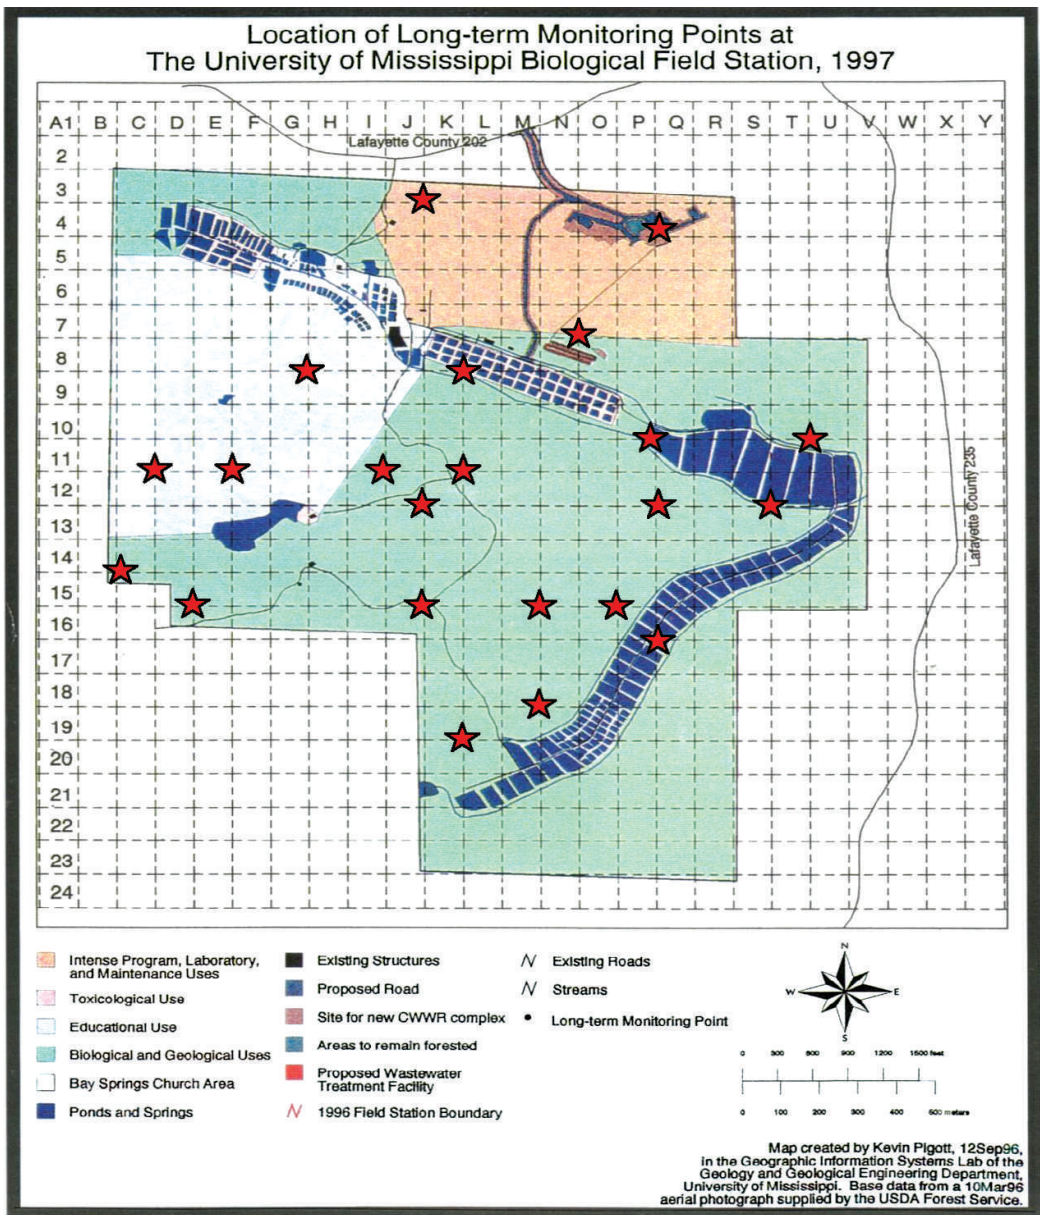 Location of Long-term Monitoring Points at
The University of Mississippi Biological Field Station, 1997
A1 B C D E F G H I J K L M N O P Q R S T U V W X Y
Lafayette County 202
2
3
4
5
6
7
8
9
10
11
12
13
14
15
16
17
18
19
20
21
22
23
24
Lafayette County 235
Intense Program, Laboratory,
and Maintenance Uses
Toxicological Use
Educational Use
Biological and Geological Uses
Bay Springs Church Area
Ponds and Springs
Existing Structures
Proposed Road
Site for new CWWR complex
Areas to remain forested
Proposed Wastewater
Treatment Facility
1996 Field Station Boundary
Existing Roads
Streams
Long-term Monitoring Point
N
W E
S
0 300 600 900 1200 1500 feet
0 100 200 300 400 500 meters
Map created by Kevin Pigott, 12Sep96,
in the Geographic Information Systems Lab of the
Geology and Geological Engineering Department,
University of Mississippi. Base data from a 10Mar96
aerial photograph supplied by the USDA Forest Service.